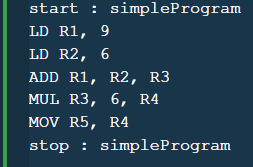 start : simpleProgram
LD R1, 9
LD R2, 6
ADD R1, R2, R3
MUL R3, 6, R4
MOV R5, R4
stop : simpleProgram